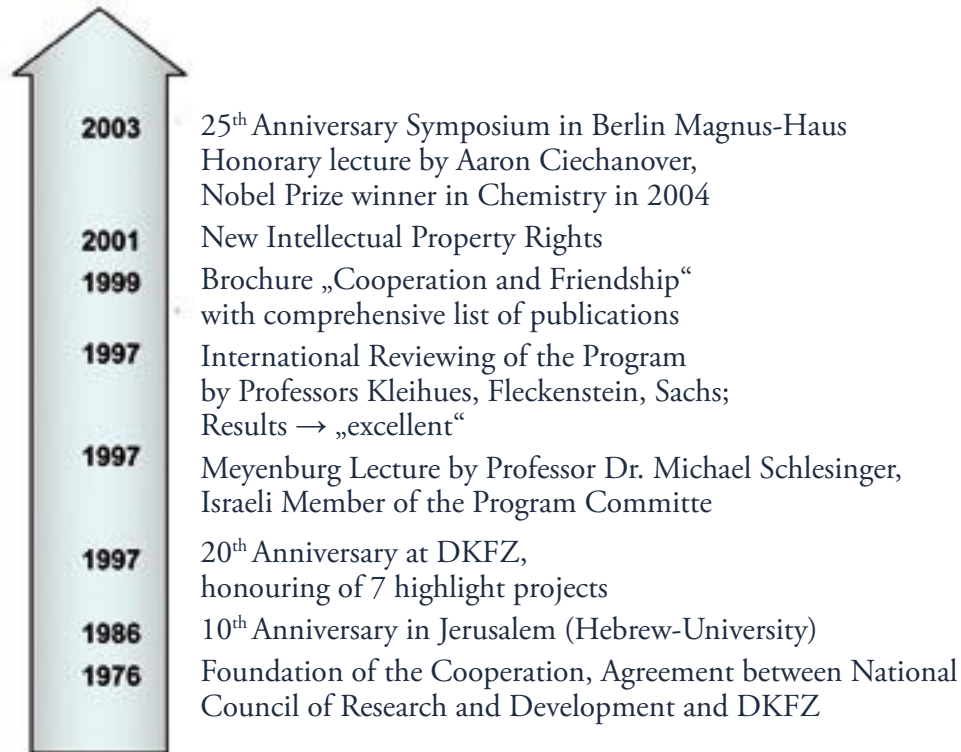 2003 25th Anniversary Symposium in Berlin Magnus-Haus
Honorary lecture by Aaron Ciechanover,
Nobel Prize winner in Chemistry in 2004
2001 New Intellectual Property Rights
1999 Brochure „Cooperation and Friendship“
with comprehensive list of publications
1997 International Reviewing of the Program
by Professors Kleihues, Fleckenstein, Sachs;
Results → „excellent“
1997 Meyenburg Lecture by Professor Dr. Michael Schlesinger,
Israeli Member of the Program Committe
1997 20th Anniversary at DKFZ,
honouring of 7 highlight projects
1986 10th Anniversary in Jerusalem (Hebrew-University)
1976 Foundation of the Cooperation, Agreement between National
Council of Research and Development and DKFZ